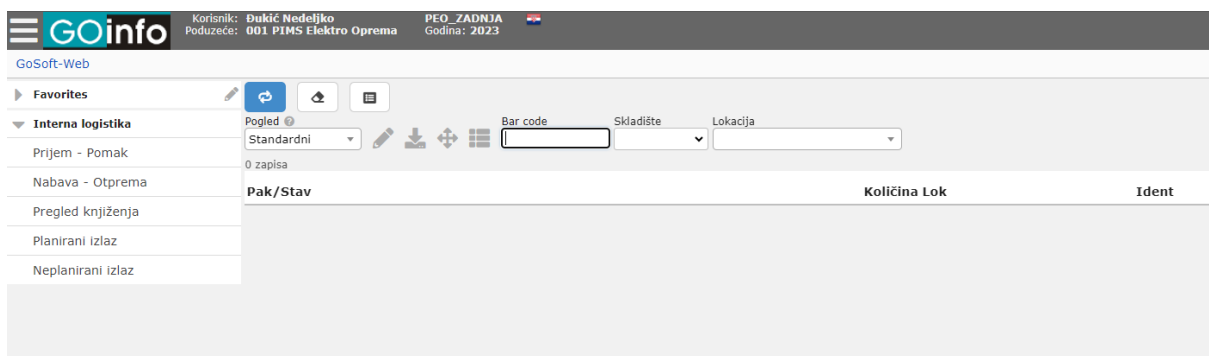 GOinfo
Korisnik: Đukić Nedeljko PEO_ZADNJA
Poduzeće: 001 PIMS Elektro Oprema Godina: 2023
GoSoft-Web
Favorites
Interna logistika
Prijem - Pomak
Nabava - Otprema
Pregled knjiženja
Planirani izlaz
Neplanirani izlaz
Pogled Bar code Skladište Lokacija
Standardni
0 zapisa
Pak/Stav Količina Lok Ident